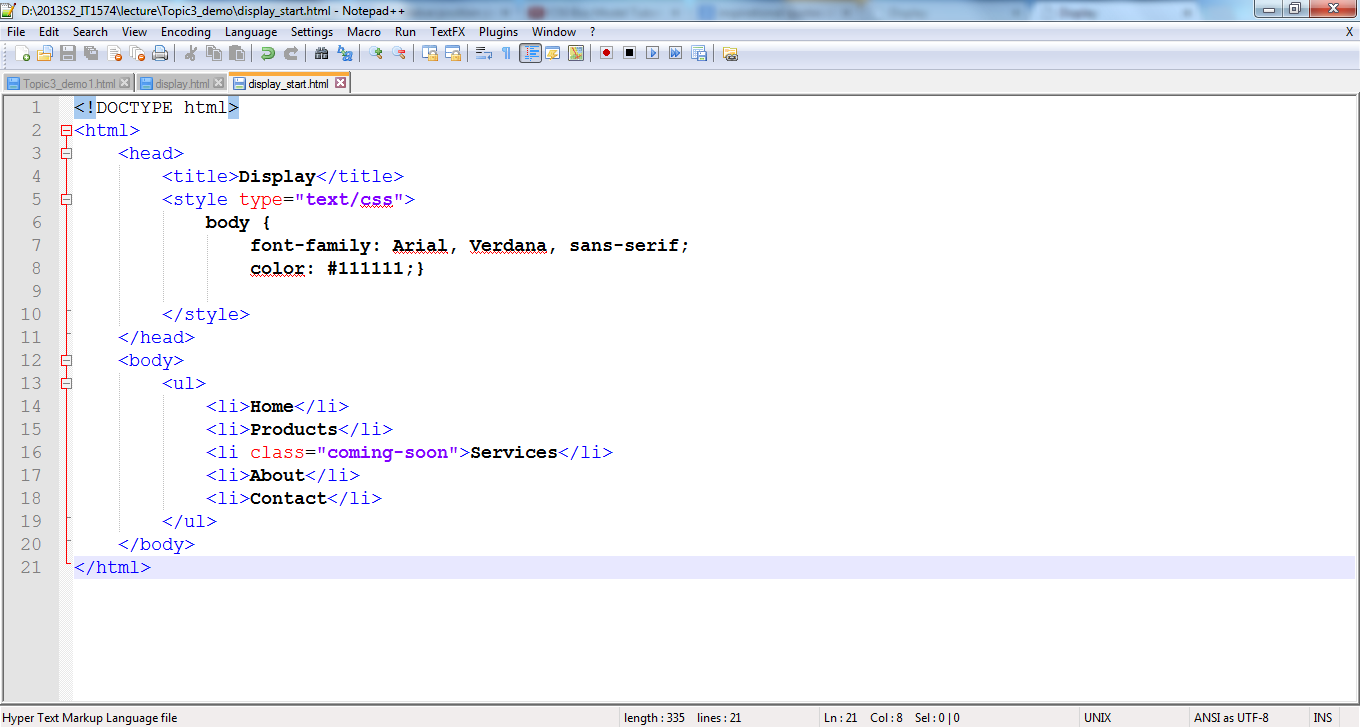 D:\2013S2_IT1574\lecture\Topic3_demo\display_start.html - Notepad++
File Edit Search View Encoding Language Settings Macro Run TextFX Plugins Window ? X
Topic3_demo1.html display.html display_start.html
1 <!DOCTYPE html>
2 <html>
3 <head>
4 <title>Display</title>
5 <style type="text/css">
6 body {
7 font-family: Arial, Verdana, sans-serif;
8 color: #111111;}
9
10 </style>
11 </head>
12 <body>
13 <ul>
14 <li>Home</li>
15 <li>Products</li>
16 <li class="coming-soon">Services</li>
17 <li>About</li>
18 <li>Contact</li>
19 </ul>
20 </body>
21 </html>
Hyper Text Markup Language file length : 335 lines : 21 Ln : 21 Col : 8 Sel : 0 | 0 UNIX ANSI as UTF-8 INS